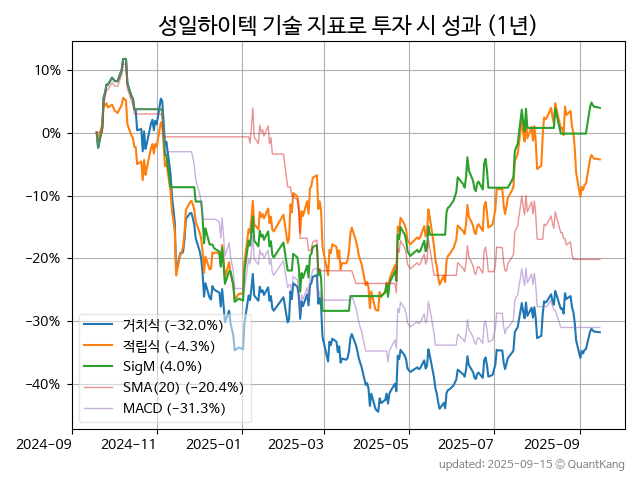 성일하이텍 기술 지표로 투자 시 성과 (1년)
10%
0%
−10%
−20%
−30%
−40%
거치식 (−32.0%)
적립식 (−4.3%)
SigM (4.0%)
SMA(20) (−20.4%)
MACD (−31.3%)
2024−09 2024−11 2025−01 2025−03 2025−05 2025−07 2025−09
updated: 2025−09−15 ⓒ QuantKang